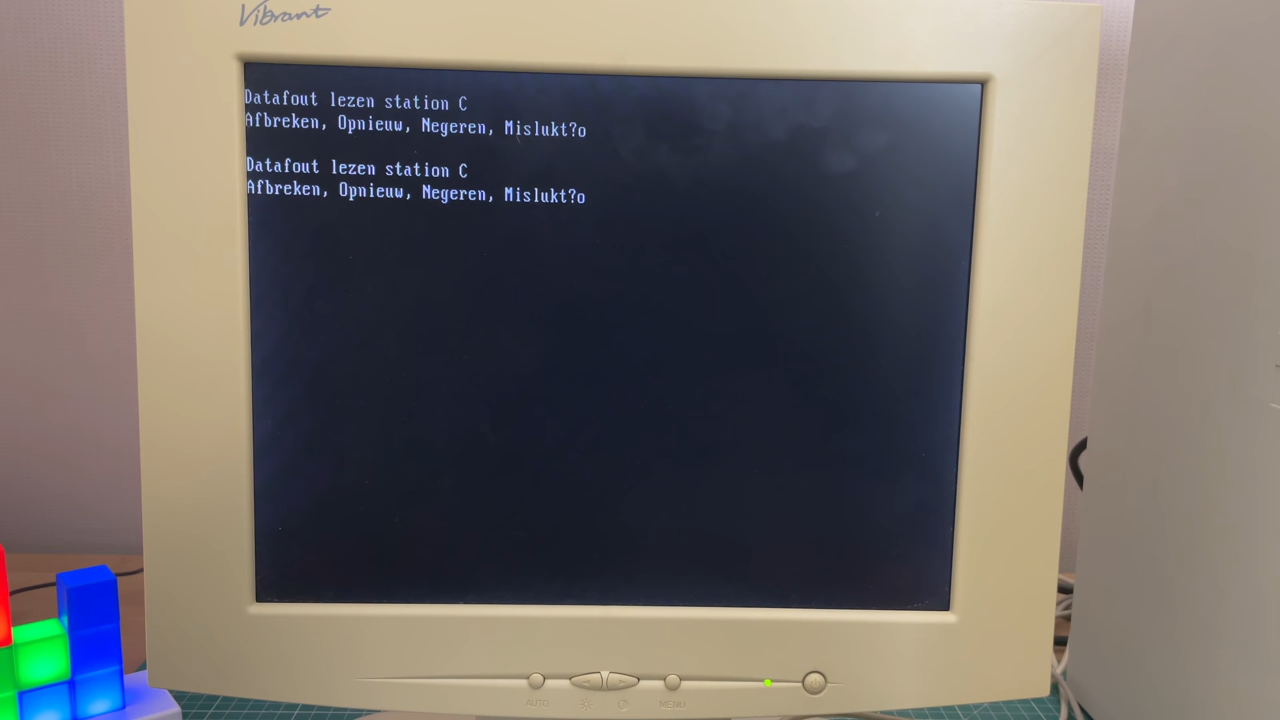 Vibrant
Datafout lezen station C
Afbreken, Opnieuw, Negeren, Mislukt?o
Datafout lezen station C
Afbreken, Opnieuw, Negeren, Mislukt?o
AUTO
MENU